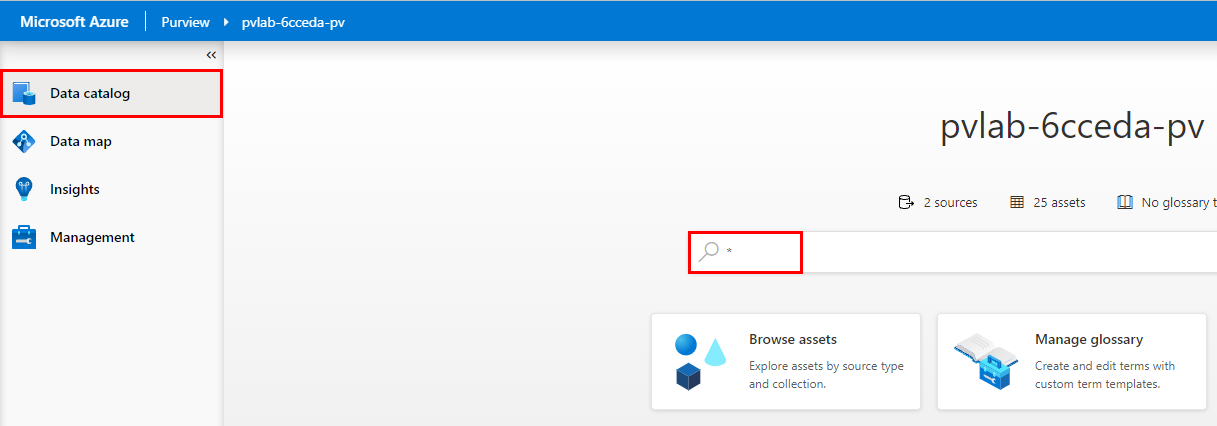 Microsoft Azure Purview pvlab-6cceda-pv
Data catalog
Data map
Insights
Management
pvlab-6cceda-pv
2 sources 25 assets No glossary t
*
Browse assets
Explore assets by source type
and collection.
Manage glossary
Create and edit terms with
custom term templates.